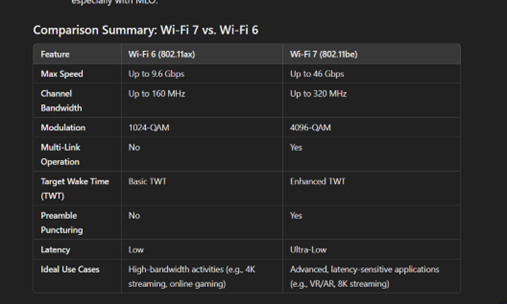 especially with MLO.
Comparison Summary: Wi-Fi 7 vs. Wi-Fi 6
Feature Wi-Fi 6 (802.11ax) Wi-Fi 7 (802.11be)
Max Speed Up to 9.6 Gbps Up to 46 Gbps
Channel Up to 160 MHz Up to 320 MHz
Bandwidth
Modulation 1024-QAM 4096-QAM
Multi-Link No Yes
Operation
Target Wake Time Basic TWT Enhanced TWT
(TWT)
Preamble No Yes
Puncturing
Latency Low Ultra-Low
Ideal Use Cases High-bandwidth activities (e.g., 4K Advanced, latency-sensitive applications
streaming, online gaming) (e.g., VR/AR, 8K streaming)